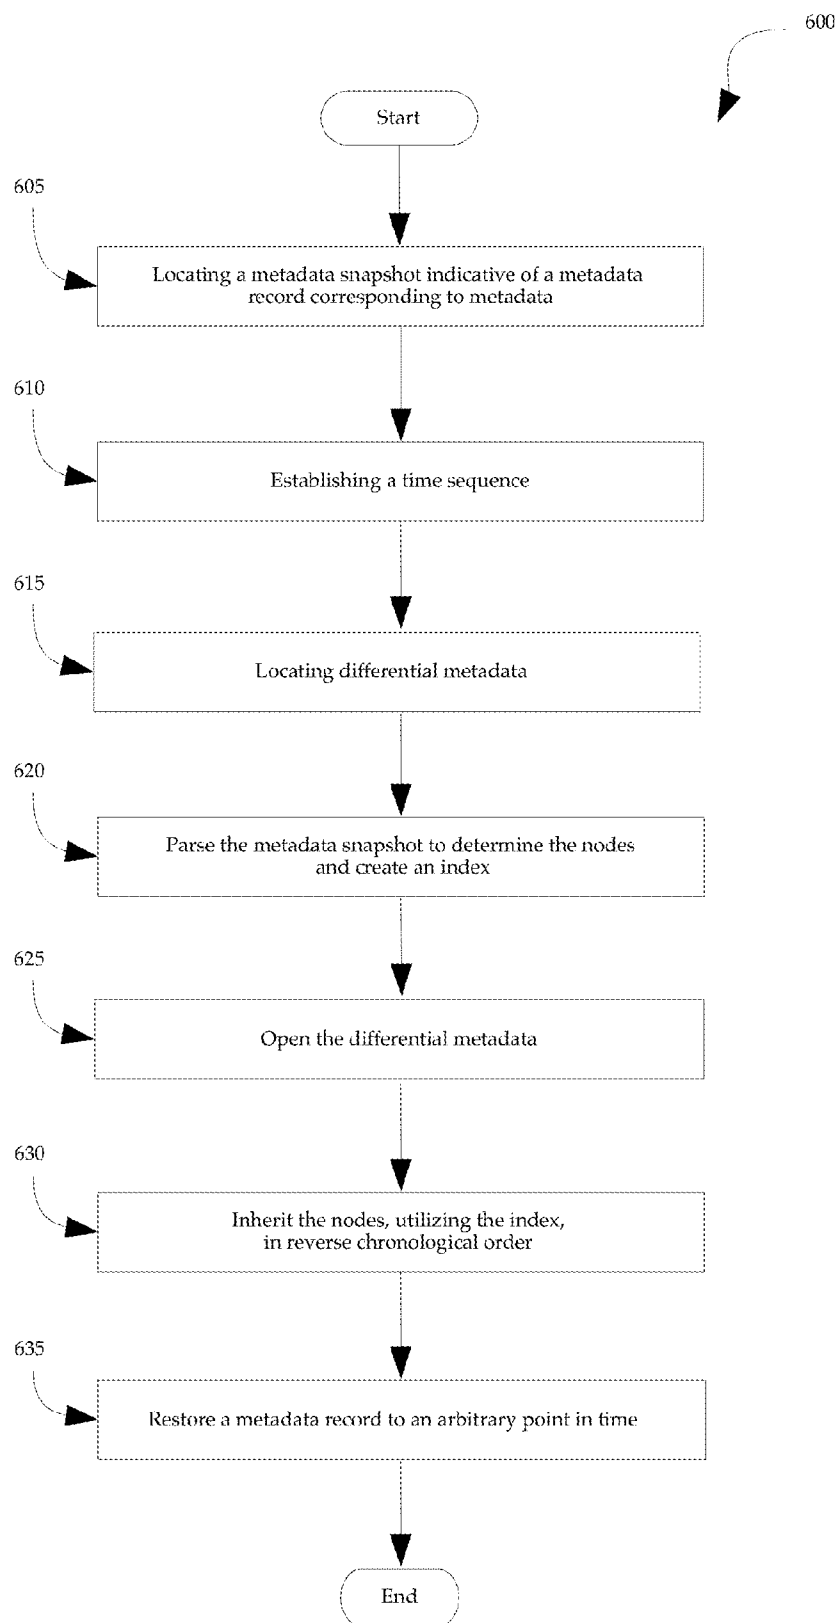 600
Start
605
Locating a metadata snapshot indicative of a metadata
record corresponding to metadata
610
Establishing a time sequence
615
Locating differential metadata
620
Parse the metadata snapshot to determine the nodes
and create an index
625
Open the differential metadata
630
Inherit the nodes, utilizing the index,
in reverse chronological order
635
Restore a metadata record to an arbitrary point in time
End